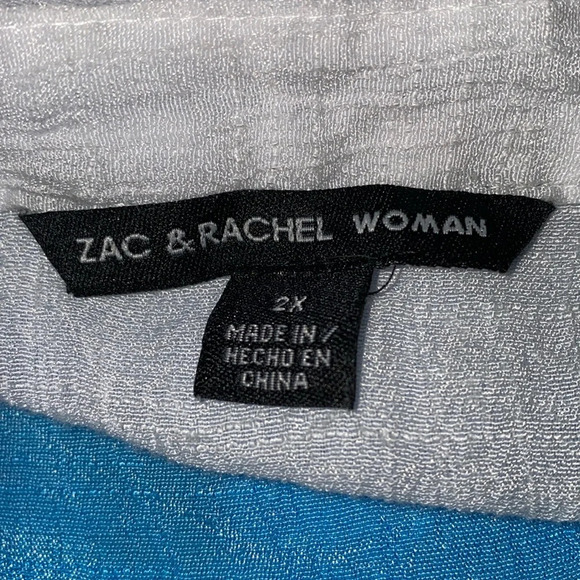 ZAC & RACHEL WOMAN
2X
MADE IN/
HECHO EN
CHINA